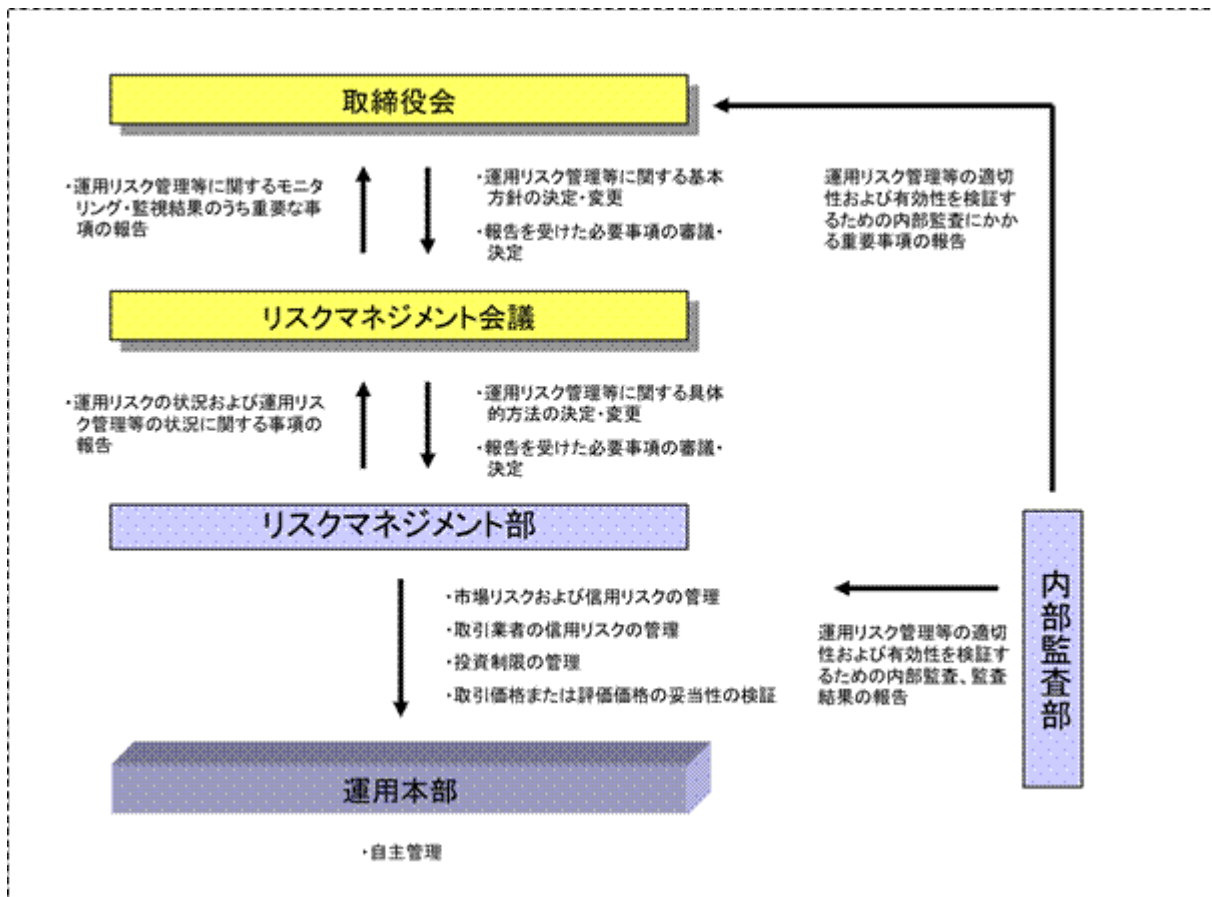 取締役会
・運用リスク管理等に関するモニ
タリング・監視結果のうち重要な事
項の報告
・運用リスク管理等に関する基本
方針の決定・変更
・報告を受けた必要事項の審議・
決定
運用リスク管理等の適切
性および有効性を検証す
るための内部監査にかか
る重要事項の報告
リスクマネジメント会議
・運用リスクの状況および運用リス
ク管理等の状況に関する事項の
報告
・運用リスク管理等に関する具体
的方法の決定・変更
・報告を受けた必要事項の審議・
決定
リスクマネジメント部
・市場リスクおよび信用リスクの管理
・取引業者の信用リスクの管理
・投資制限の管理
・取引価格または評価価格の妥当性の検証
運用リスク管理等の適切
性および有効性を検証す
るための内部監査、監査
結果の報告
内部監査部
運用本部
・自主管理